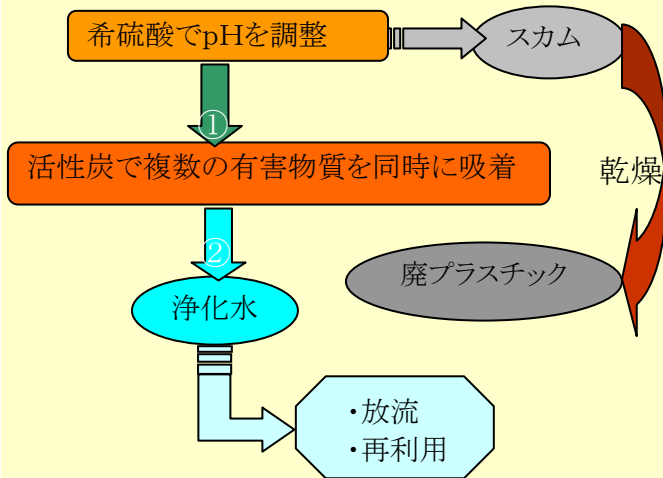 希硫酸でpHを調整
スカム
①
活性炭で複数の有害物質を同時に吸着
乾燥
②
廃プラスチック
浄化水
・放流
・再利用